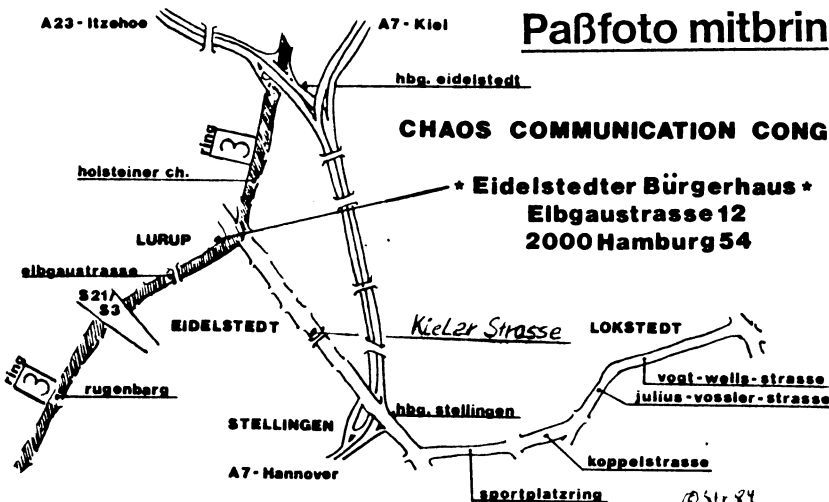 A23-Itzehoe
A7-Kiel
Paßfoto mitbrin
hbg. eidelstedt
CHAOS COMMUNICATION CONG
ring
3
holsteiner ch.
* Eidelstedter Bürgerhaus *
Elbgaustrasse 12
2000 Hamburg 54
LURUP
elbgaustrasse
S21/
S3
EIDELSTEDT
Kieler Strasse
LOKSTEDT
ring
3
rugenbarg
vogt-wells-strasse
julius-vossler-strasse
STELLINGEN
hbg. stellingen
A7-Hannover
koppelstrasse
sportplatzring